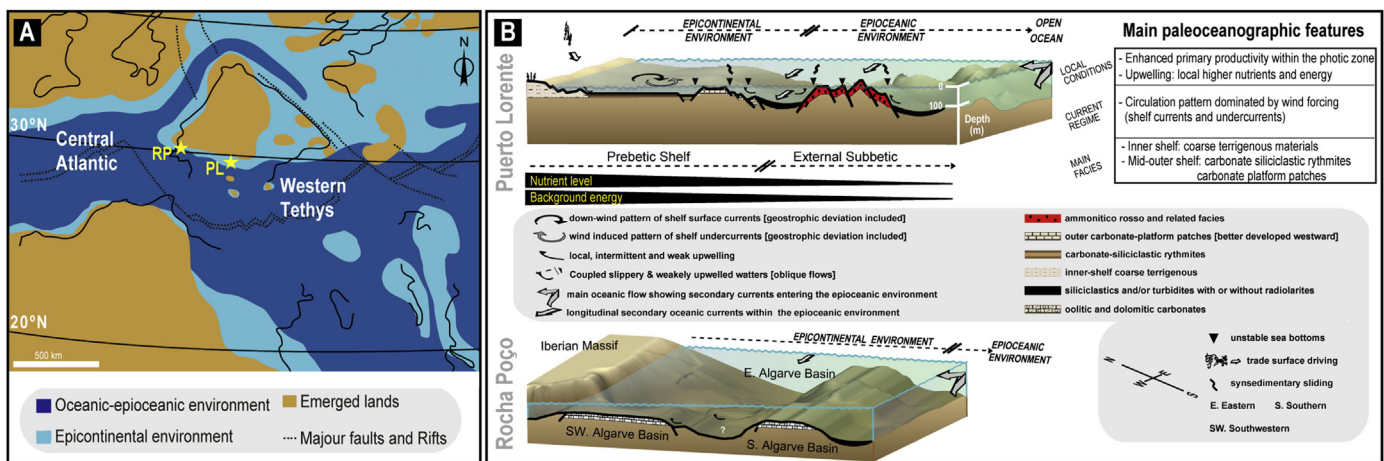 A
N
30ºN
Central
Atlantic
RP
PL
Western
Tethys
20ºN
500 km
Oceanic-epioceanic environment
Emerged lands
Epicontinental environment
Majour faults and Rifts
B
Puerto Lorente
EPICONTINENTAL
ENVIRONMENT
EPIOCEANIC
ENVIRONMENT
OPEN
OCEAN
0
100
Depth
(m)
Prebetic Shelf
External Subbetic
Nutrient level
Background energy
Main paleoceanographic features
LOCAL
CONDITIONS
- Enhanced primary productivity within the photic zone
- Upwelling: local higher nutrients and energy
CURRENT
REGIME
- Circulation pattern dominated by wind forcing
(shelf currents and undercurrents)
MAIN
FACIES
- Inner shelf: coarse terrigenous materials
- Mid-outer shelf: carbonate siliciclastic rythmites
carbonate platform patches
down-wind pattern of shelf surface currents [geostrophic deviation included]
wind induced pattern of shelf undercurrents [geostrophic deviation included]
local, intermittent and weak upwelling
Coupled slippery & weakely upwelled watters [oblique flows]
main oceanic flow showing secondary currents entering the epioceanic environment
longitudinal secondary oceanic currents within the epioceanic environment
ammonitico rosso and related facies
outer carbonate-platform patches [better developed westward]
carbonate-siliciclastic rythmites
inner-shelf coarse terrigenous
siliciclastics and/or turbidites with or without radiolarites
oolitic and dolomitic carbonates
Rocha Poço
Iberian Massif
EPICONTINENTAL ENVIRONMENT
EPIOCEANIC
ENVIRONMENT
E. Algarve Basin
SW. Algarve Basin
?
S. Algarve Basin
N
E
W
S
unstable sea bottoms
trade surface driving
synsedimentary sliding
E. Eastern
S. Southern
SW. Southwestern